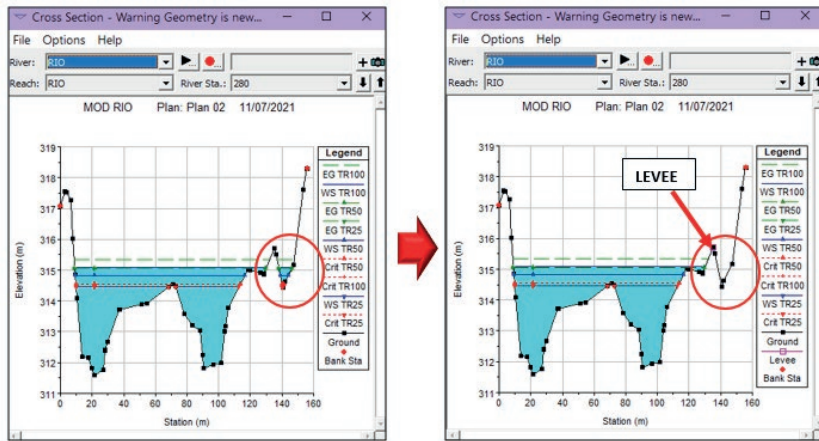 Cross Section - Warning Geometry is new...
File Options Help
River: RIO
Reach: RIO River Sta.: 280
MOD RIO Plan: Plan 02 11/07/2021
319
318
317
316
315
314
313
312
311
Elevation (m)
0 20 40 60 80 100 120 140 160
Station (m)
Legend
EG TR100
WS TR100
EG TR50
EG TR25
WS TR50
Crit TR50
Crit TR100
WS TR25
Crit TR25
Ground
Bank Sta
Cross Section - Warning Geometry is new...
File Options Help
River: RIO
Reach: RIO River Sta.: 280
MOD RIO Plan: Plan 02 11/07/2021
LEVEE
319
318
317
316
315
314
313
312
311
Elevation (m)
0 20 40 60 80 100 120 140 160
Station (m)
Legend
EG TR100
WS TR100
EG TR50
EG TR25
WS TR50
Crit TR50
Crit TR100
WS TR25
Crit TR25
Ground
Levee
Bank Sta